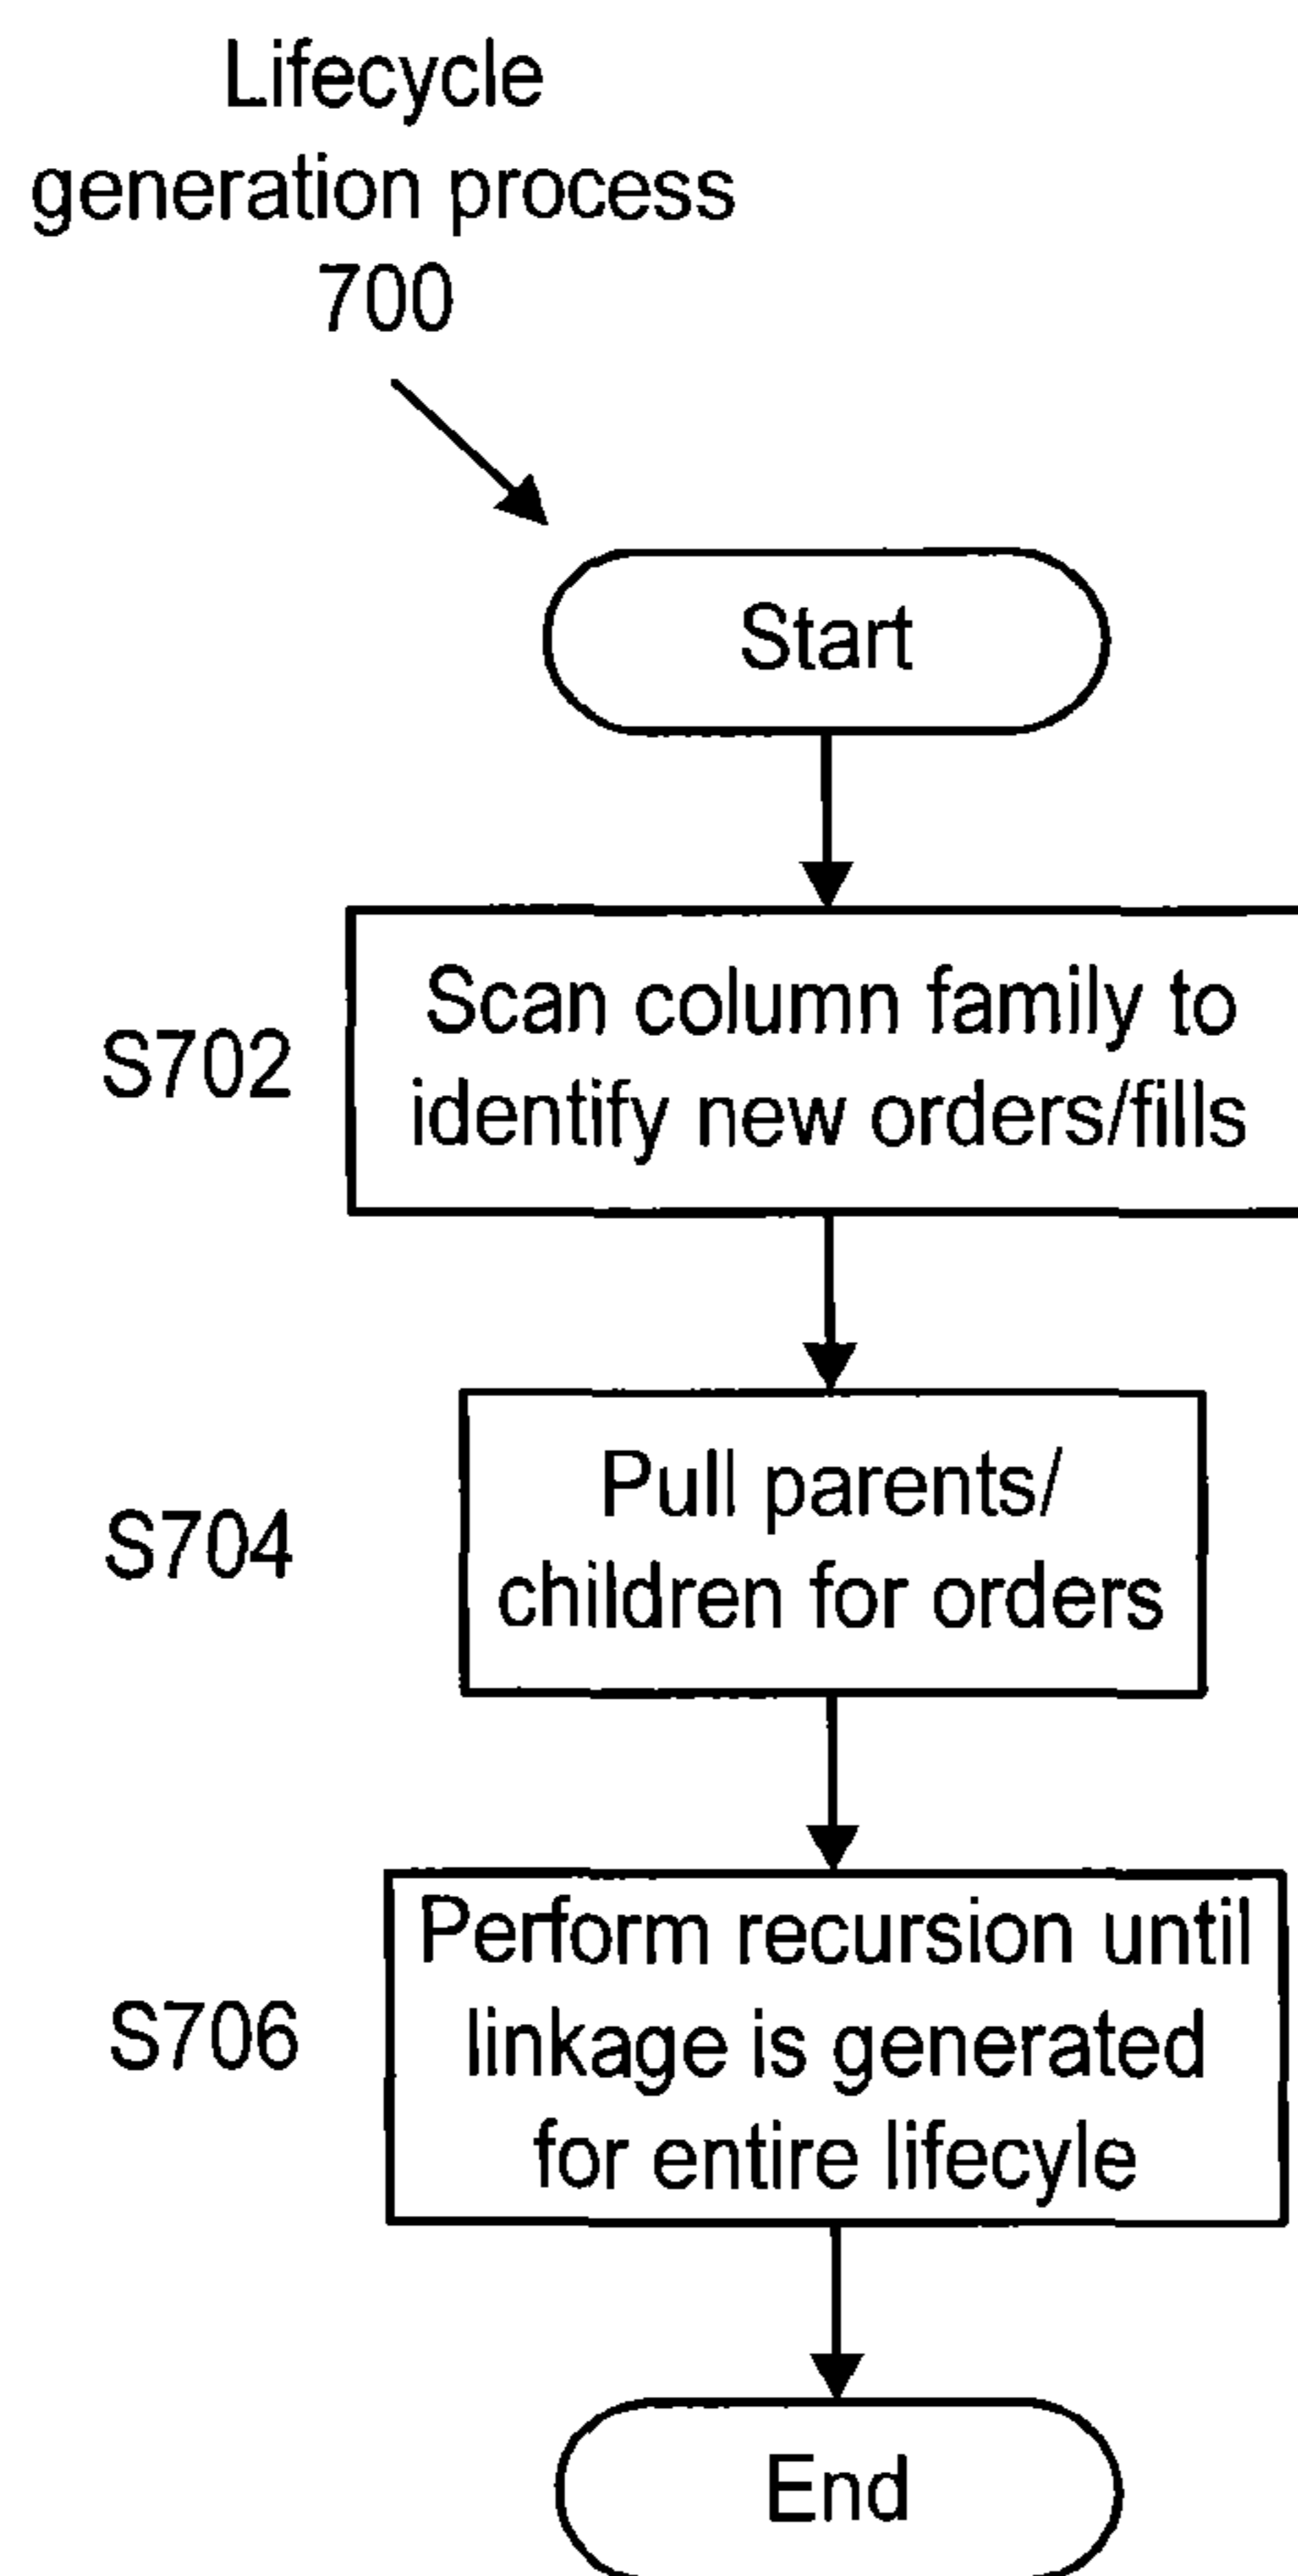 Lifecycle
generation process
700
Start
S702
Scan column family to
identify new orders/fills
S704
Pull parents/
children for orders
S706
Perform recursion until
linkage is generated
for entire lifecyle
End